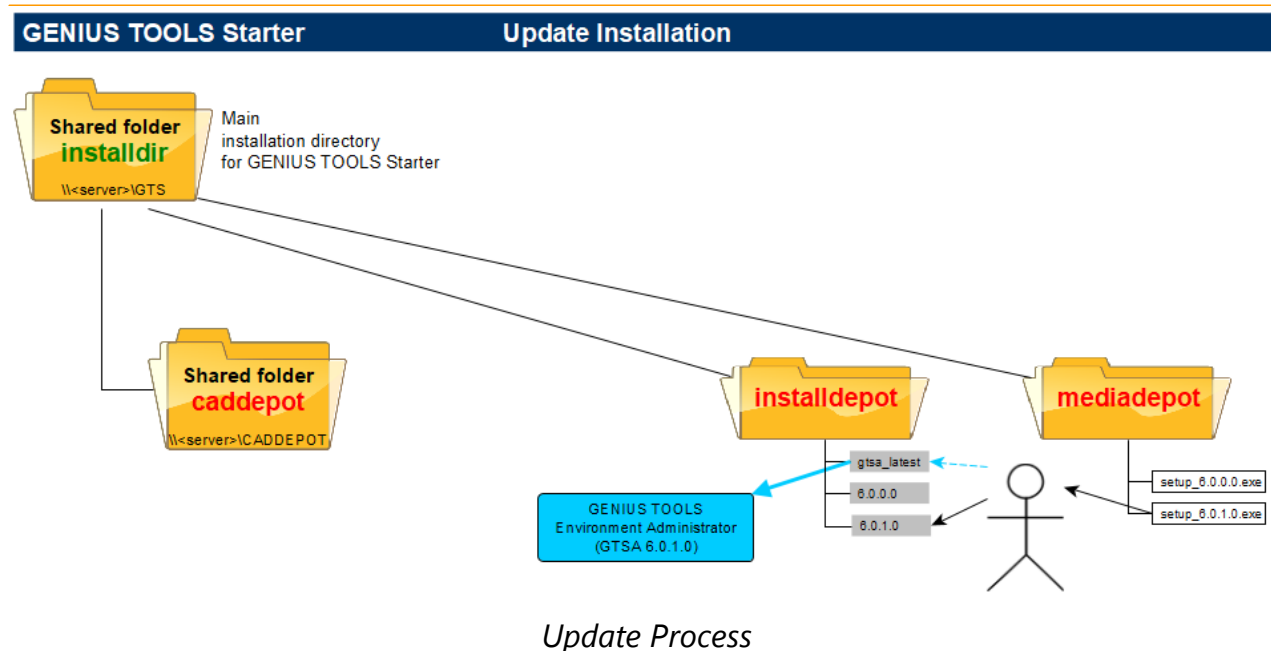 GENIUS TOOLS Starter Update Installation
Shared folder
installdir
\\<server>\GTS
Main
installation directory
for GENIUS TOOLS Starter
Shared folder
caddepot
\\<server>\CADDEPOT
installdepot
mediadepot
gtsa_latest
6.0.0.0
6.0.1.0
setup_6.0.0.0.exe
setup_6.0.1.0.exe
GENIUS TOOLS
Environment Administrator
(GTSA 6.0.1.0)
Update Process